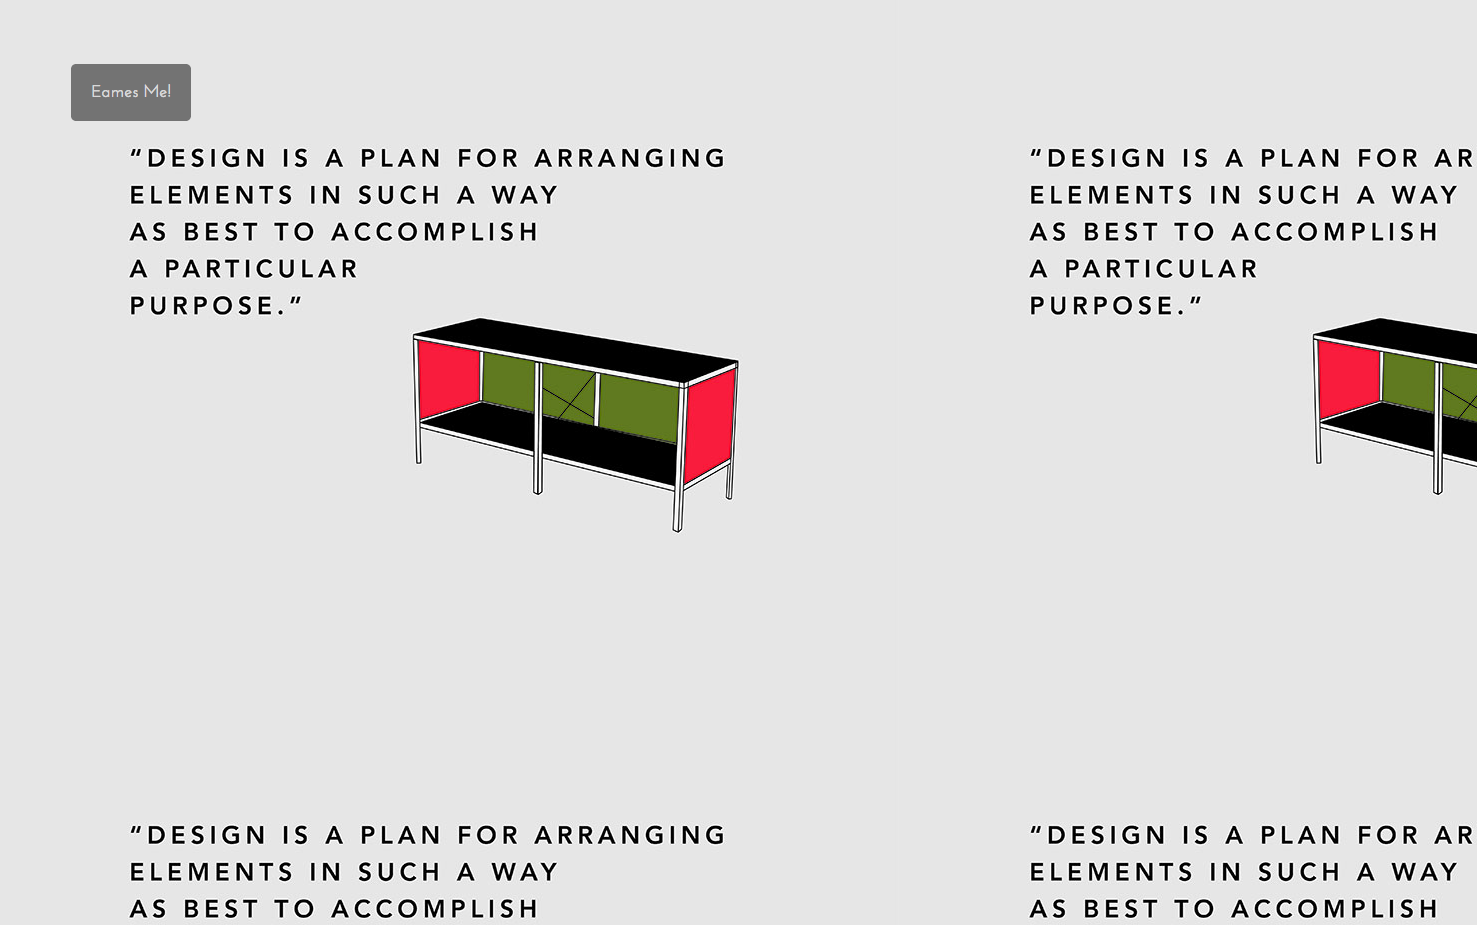 Eames Me!
“DESIGN IS A PLAN FOR ARRANGING
ELEMENTS IN SUCH A WAY
AS BEST TO ACCOMPLISH
A PARTICULAR
PURPOSE.”
“DESIGN IS A PLAN FOR AR
ELEMENTS IN SUCH A WAY
AS BEST TO ACCOMPLISH
A PARTICULAR
PURPOSE.”
“DESIGN IS A PLAN FOR ARRANGING
ELEMENTS IN SUCH A WAY
AS BEST TO ACCOMPLISH
“DESIGN IS A PLAN FOR AR
ELEMENTS IN SUCH A WAY
AS BEST TO ACCOMPLISH